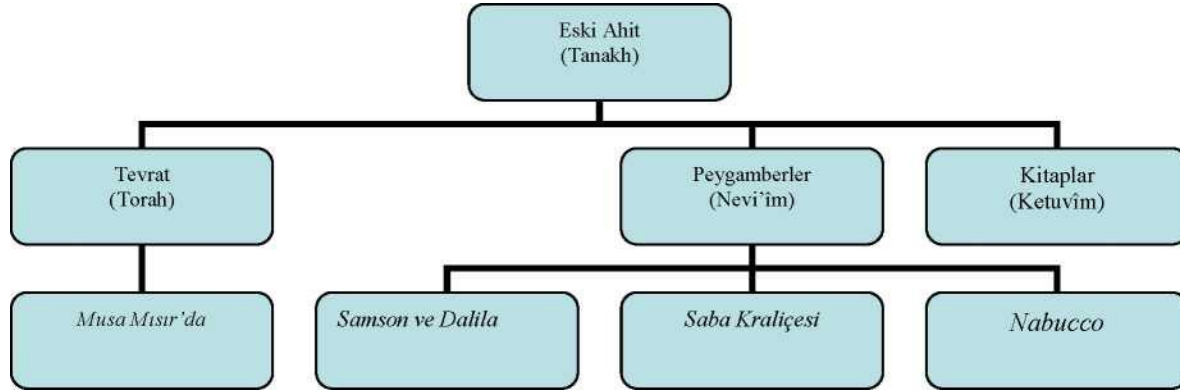 Eski Ahit
(Tanakh)
Tevrat
(Torah)
Peygamberler
(Nevi’îm)
Kitaplar
(Ketuvîm)
Musa Mısır’da
Samson ve Dalila
Saba Kraliçesi
Nabucco